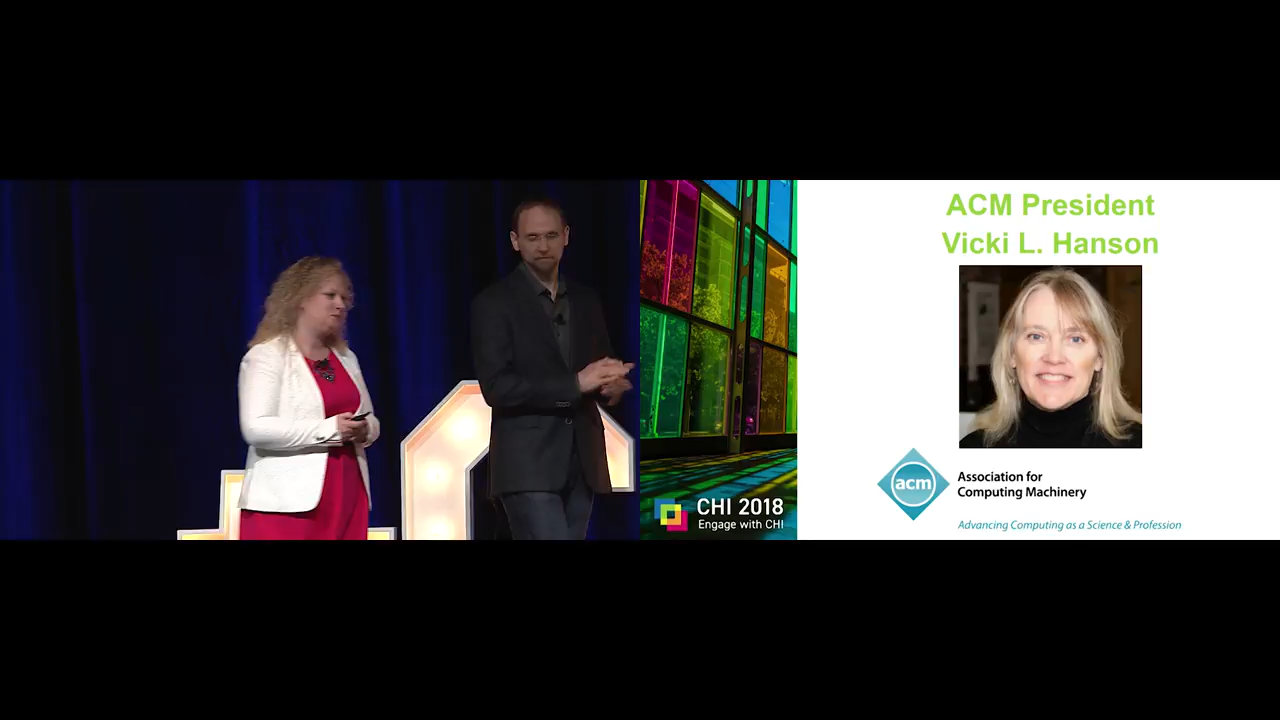 ACM President
Vicki L. Hanson
acm
Association for
Computing Machinery
Advancing Computing as a Science & Profession
CHI 2018
Engage with CHI